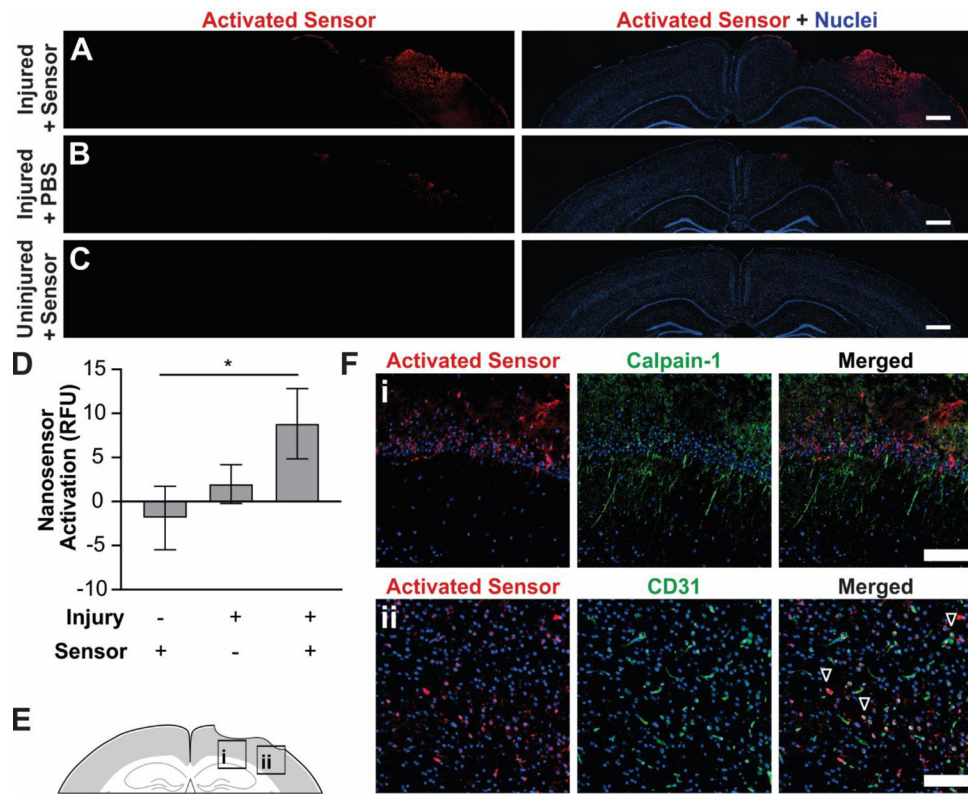 Activated Sensor
Activated Sensor + Nuclei
A
Injured
+ Sensor
B
Injured
+ PBS
C
Uninjured
+ Sensor
D
*
15
10
5
0
-5
-10
Nanosensor
Activation (RFU)
Injury - + +
Sensor + - +
E
i
ii
F
Activated Sensor
Calpain-1
Merged
i
Activated Sensor
CD31
Merged
ii